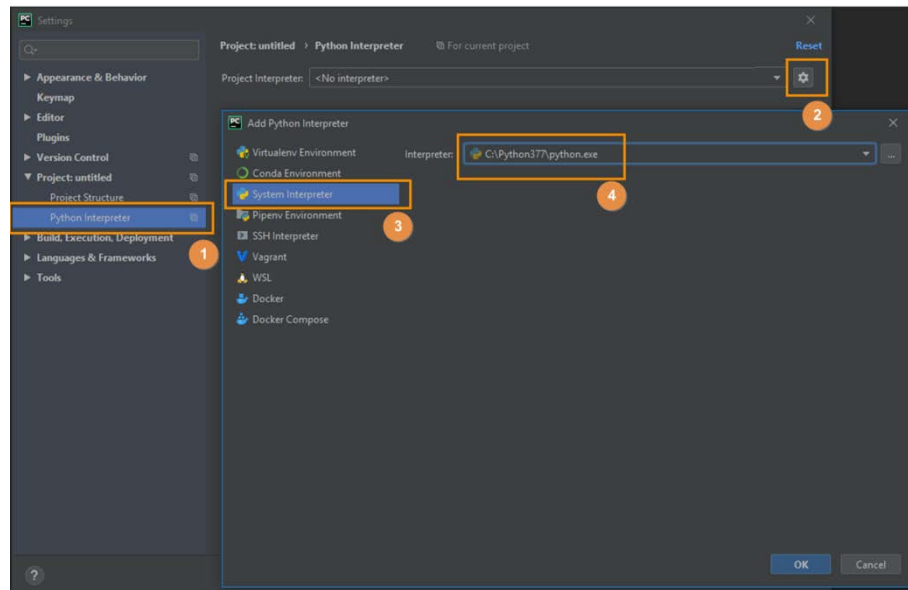 PC Settings
Project: untitled › Python Interpreter For current project Reset
Project Interpreter: <No interpreter>
Appearance & Behavior
Keymap
Editor
Plugins
Version Control
Project: untitled
Project Structure
Python Interpreter
Build, Execution, Deployment
Languages & Frameworks
Tools
1
2
PC Add Python Interpreter
Virtualenv Environment
Conda Environment
System Interpreter
Pipenv Environment
SSH Interpreter
Vagrant
WSL
Docker
Docker Compose
3
Interpreter: C:\Python377\python.exe ...
4
OK Cancel
?